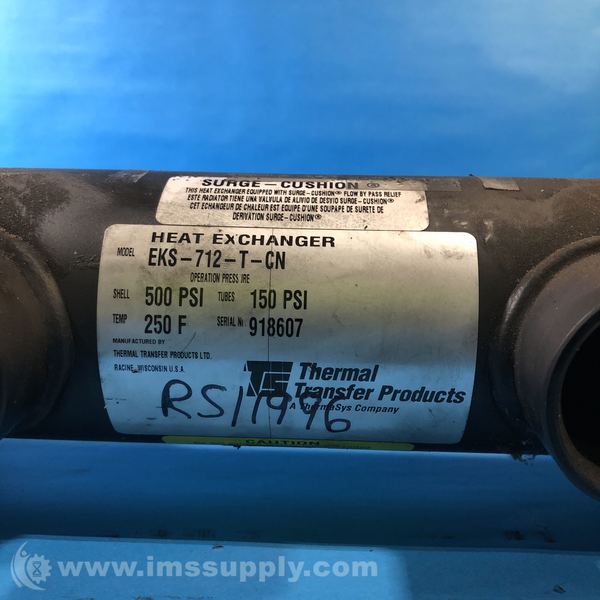 SURGE-CUSHION ®
THIS HEAT EXCHANGER EQUIPPED WITH SURGE-CUSHION® FLOW BY PASS RELIEF
ESTE RADIATOR TIENE UNA VALVULA DE ALIVIO DE DESVIO SURGE-CUSHION®
CET ECHANGEUR DE CHALEUR EST EQUIPE D'UNE SOUPAPE DE SURETE DE
DERIVATION SURGE-CUSHION®
HEAT EXCHANGER
MODEL EKS-712-T-CN
OPERATION PRESS RE
SHELL 500 PSI TUBES 150 PSI
TEMP 250 F SERIAL No 918607
MANUFACTURED BY
THERMAL TRANSFER PRODUCTS LTD.
RACINE, WISCONSIN U.S.A.
Thermal
Transfer Products
A ThermaSys Company
RS11996
CAUTION
www.imssupply.com